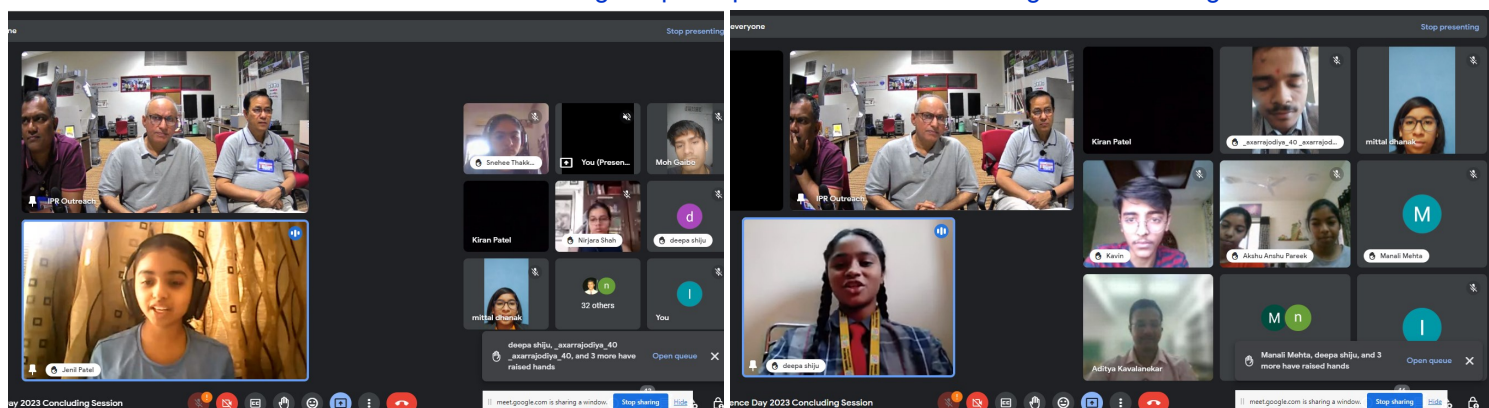 ne
Stop presenting
IPR Outreach
Snehee Thakk...
You (Presen...
Moh Gaibe
Kiran Patel
Nirjara Shah
d
deepa shiju
mittal dhanak
n
32 others
I
You
Jenil Patel
deepa shiju, _axarrajodiya_40
_axarrajodiya_40, and 3 more have
raised hands
Open queue
ay 2023 Concluding Session
meet.google.com is sharing a window.
Stop sharing
Hide
everyone
Stop presenting
IPR Outreach
Kiran Patel
_axarrajodiya_40 _axarrajod...
mittal dhanak
Kavin
Akshu Anshu Pareek
M
Manali Mehta
deepa shiju
Aditya Kavalanekar
M n
I
Manali Mehta, deepa shiju, and 3
more have raised hands
Open queue
ence Day 2023 Concluding Session
meet.google.com is sharing a window.
Stop sharing
Hide